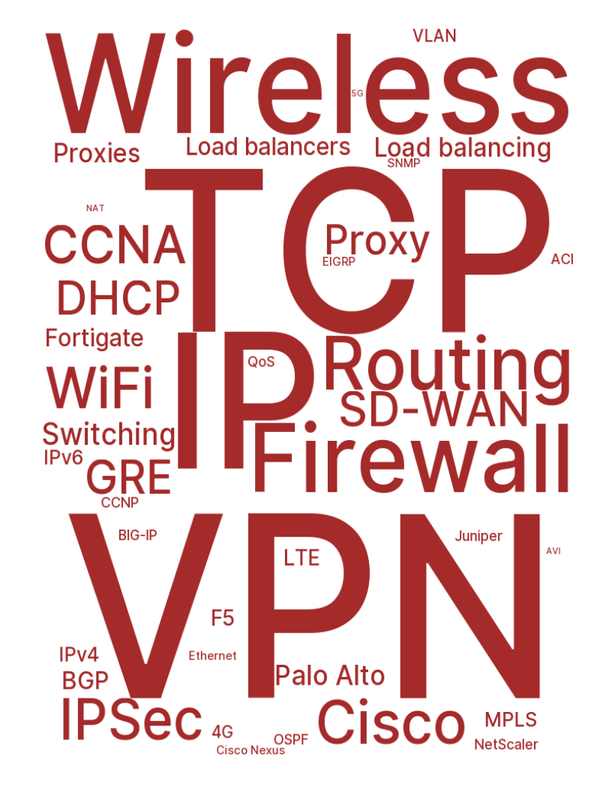 VLAN
Wireless
5G
Proxies
Load balancers
Load balancing
SNMP
TCP
NAT
CCNA
Proxy
EIGRP
ACI
DHCP
Fortigate
IP
QoS
Routing
WiFi
SD-WAN
Switching
Firewall
IPv6
GRE
CCNP
VPN
BIG-IP
Juniper
LTE
AVI
F5
IPv4
Ethernet
BGP
Palo Alto
IPSec
Cisco
MPLS
4G
OSPF
NetScaler
Cisco Nexus